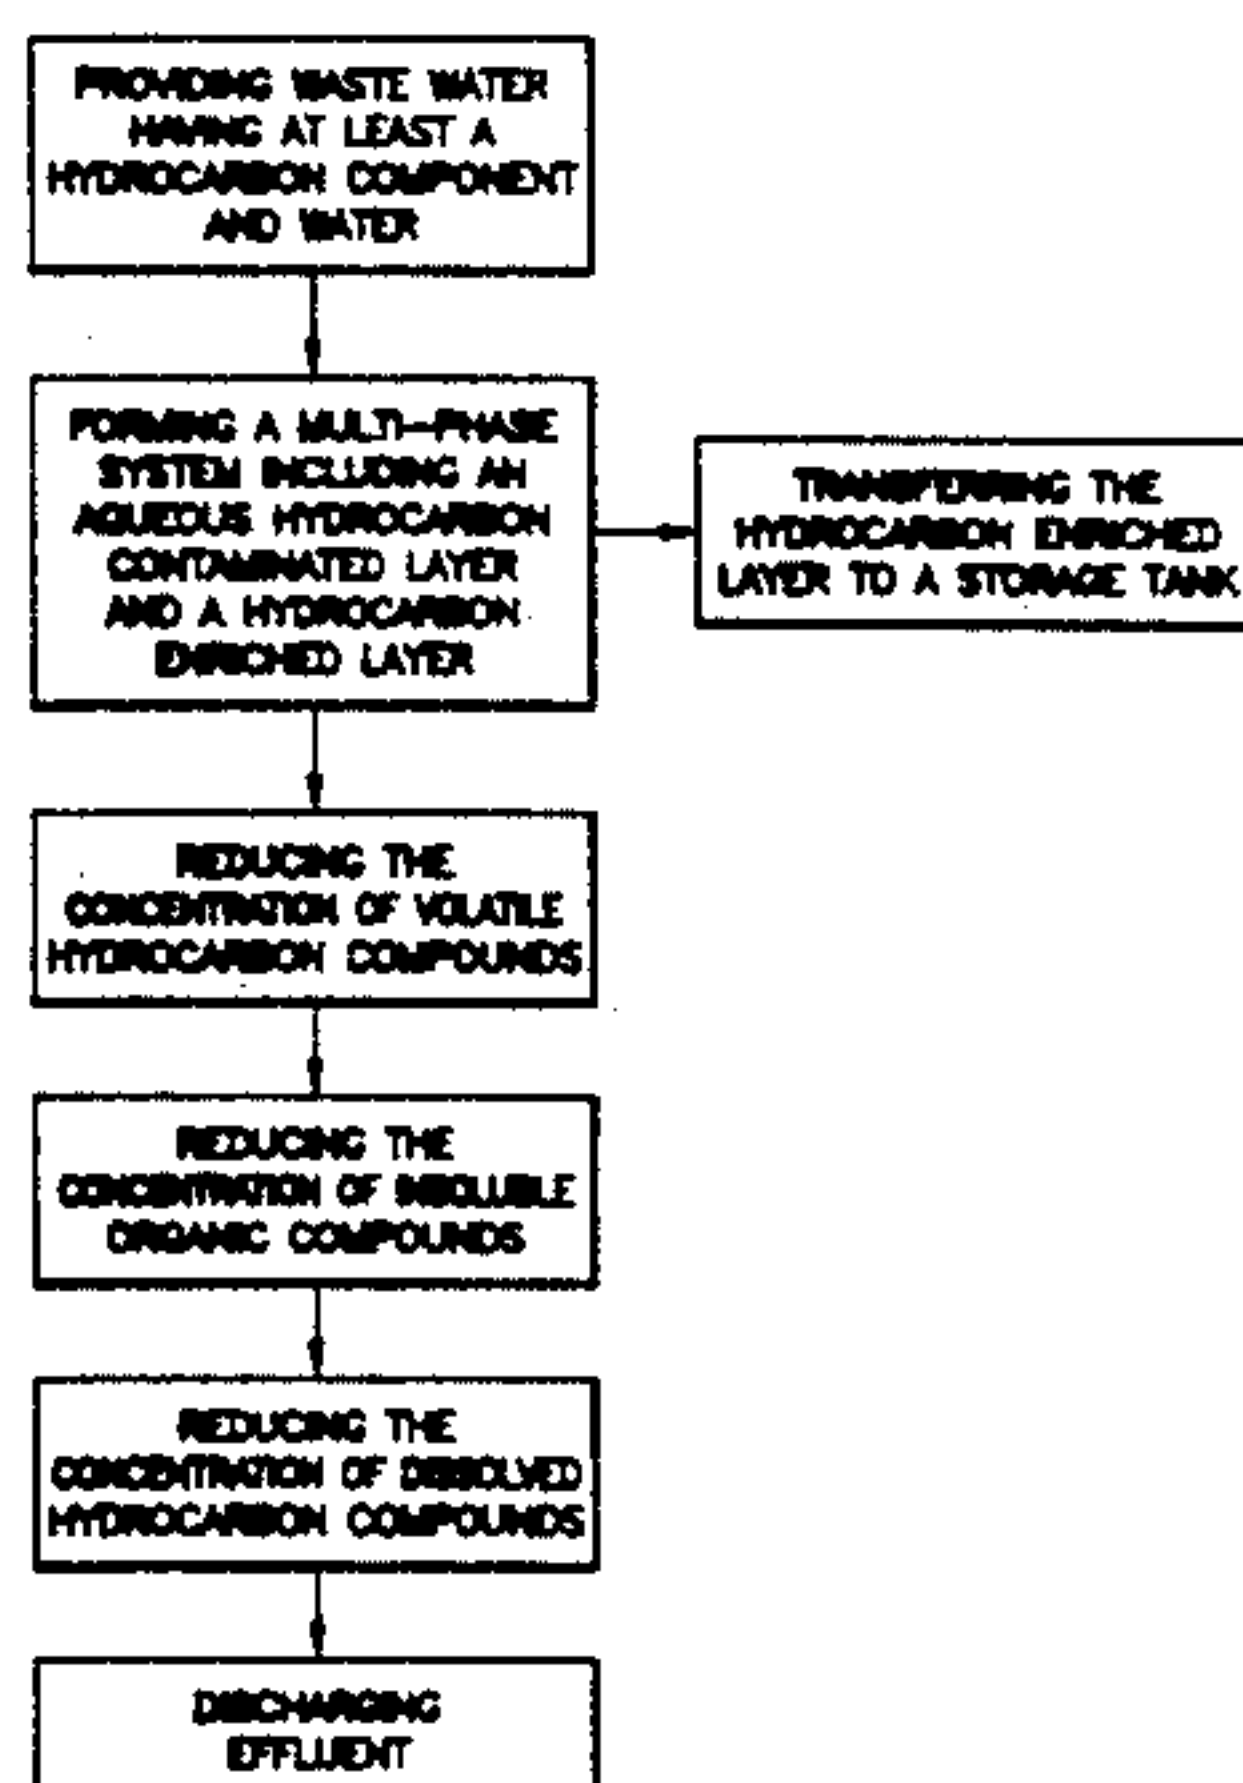 PROVIDING WASTE WATER
HAVING AT LEAST A
HYDROCARBON COMPONENT
AND WATER
FORMING A MULTI-PHASE
SYSTEM INCLUDING AN
AQUEOUS HYDROCARBON
CONTAMINATED LAYER
AND A HYDROCARBON
ENRICHED LAYER
TRANSFERRING THE
HYDROCARBON ENRICHED
LAYER TO A STORAGE TANK
REDUCING THE
CONCENTRATION OF VOLATILE
HYDROCARBON COMPOUNDS
REDUCING THE
CONCENTRATION OF INSOLUBLE
ORGANIC COMPOUNDS
REDUCING THE
CONCENTRATION OF DISSOLVED
HYDROCARBON COMPOUNDS
DISCHARGING
EFFLUENT